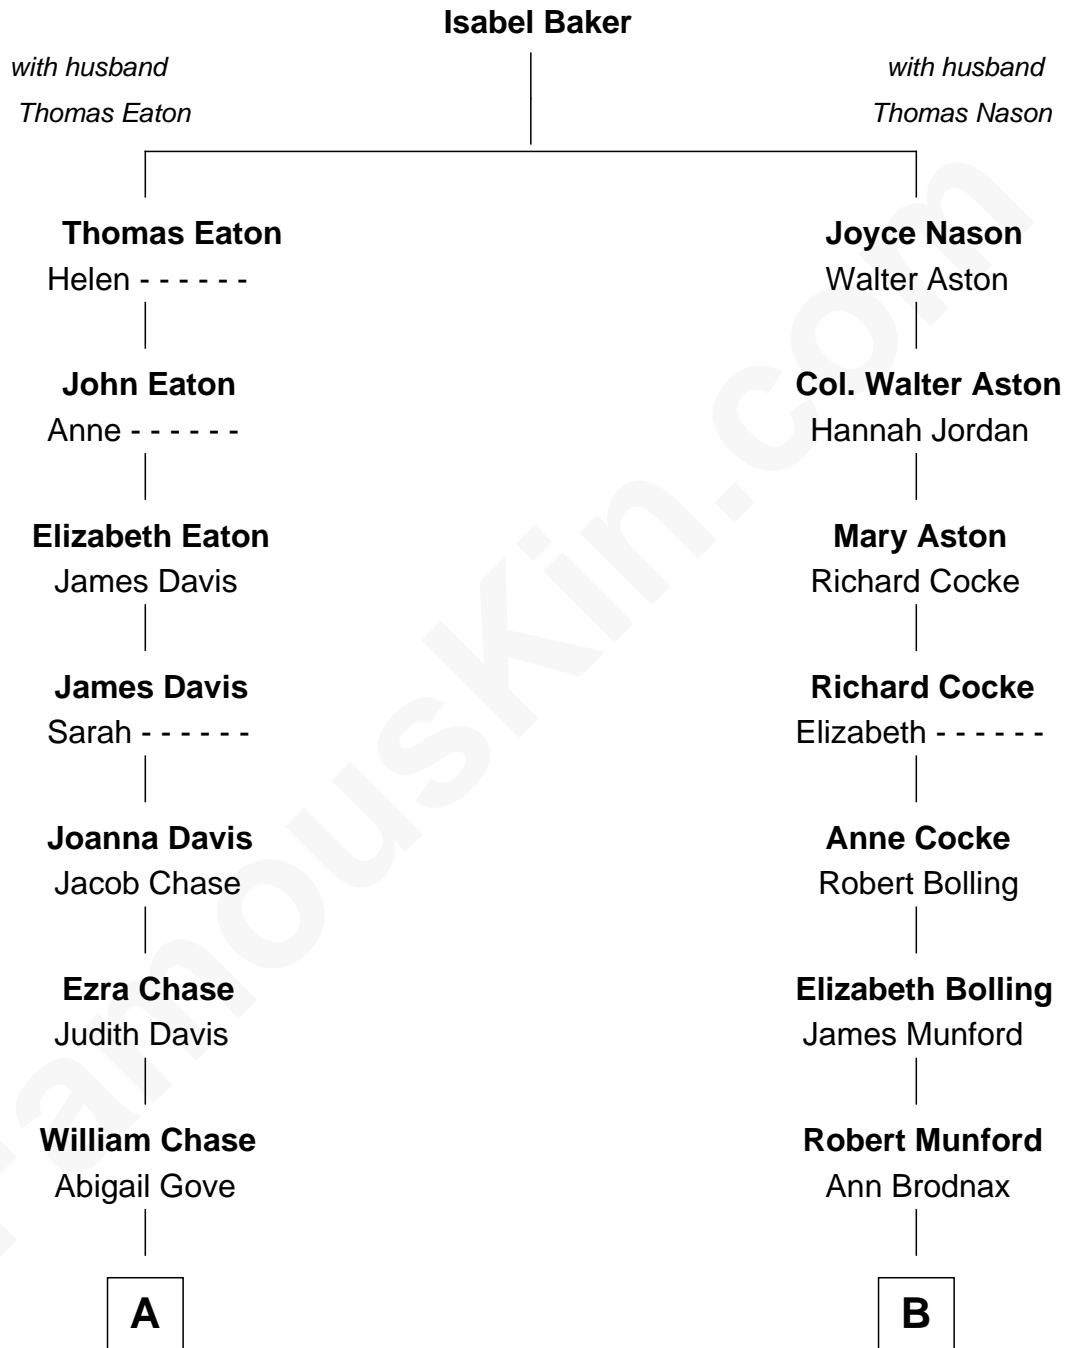 Isabel Baker
with husband
Thomas Eaton
with husband
Thomas Nason
Thomas Eaton
Helen - - - - - -
Joyce Nason
Walter Aston
John Eaton
Anne - - - - - -
Col. Walter Aston
Hannah Jordan
Elizabeth Eaton
James Davis
Mary Aston
Richard Cocke
James Davis
Sarah - - - - - -
Richard Cocke
Elizabeth - - - - - -
Joanna Davis
Jacob Chase
Anne Cocke
Robert Bolling
Ezra Chase
Judith Davis
Elizabeth Bolling
James Munford
William Chase
Abigail Gove
Robert Munford
Ann Brodnax
A
B
FamousKin.com